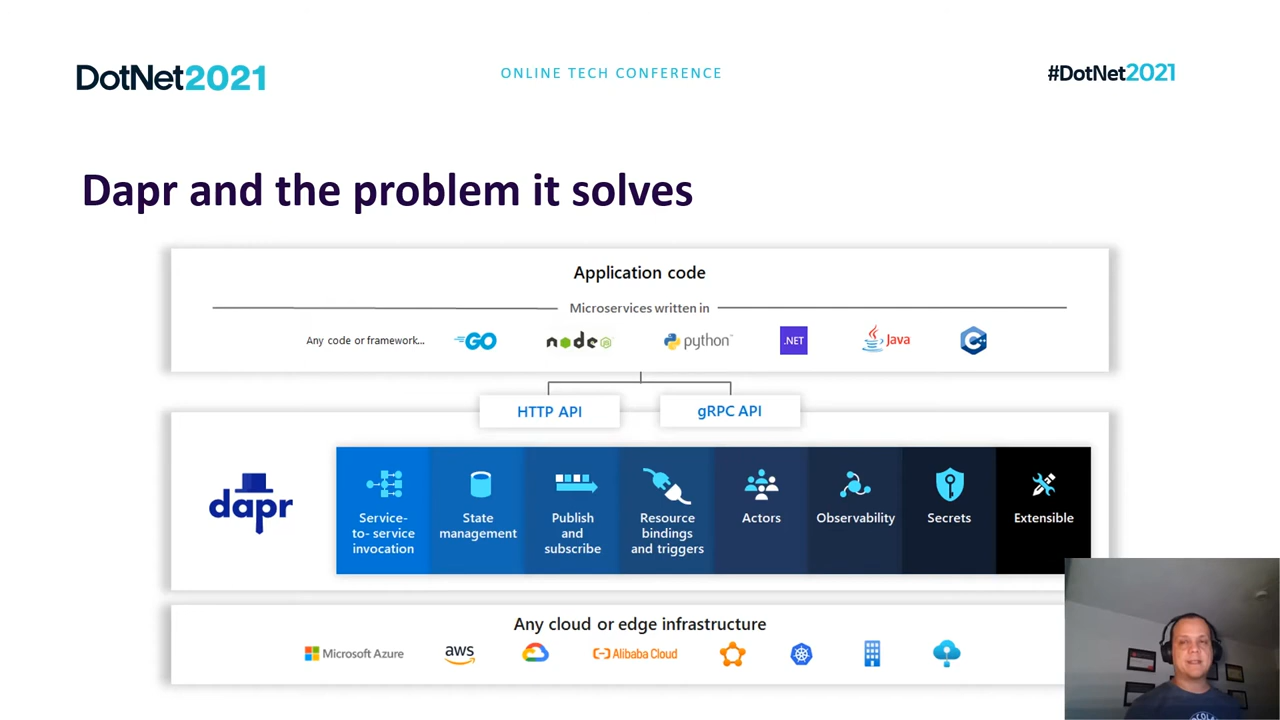 DotNet2021
ONLINE TECH CONFERENCE
#DotNet2021
Dapr and the problem it solves
Application code
Microservices written in
Any code or framework...
GO
node
JS
python
.NET
Java
C++
HTTP API
gRPC API
dapr
Service-
to- service
invocation
State
management
Publish
and
subscribe
Resource
bindings
and triggers
Actors
Observability
Secrets
Extensible
Any cloud or edge infrastructure
Microsoft Azure
aws
Alibaba Cloud